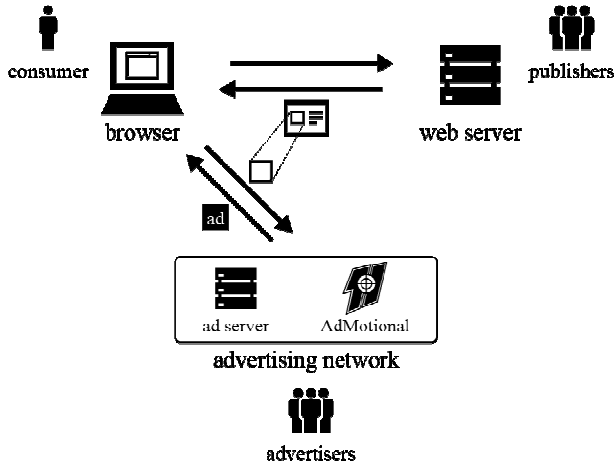 consumer
publishers
browser
web server
ad
ad server
AdMotional
advertising network
advertisers